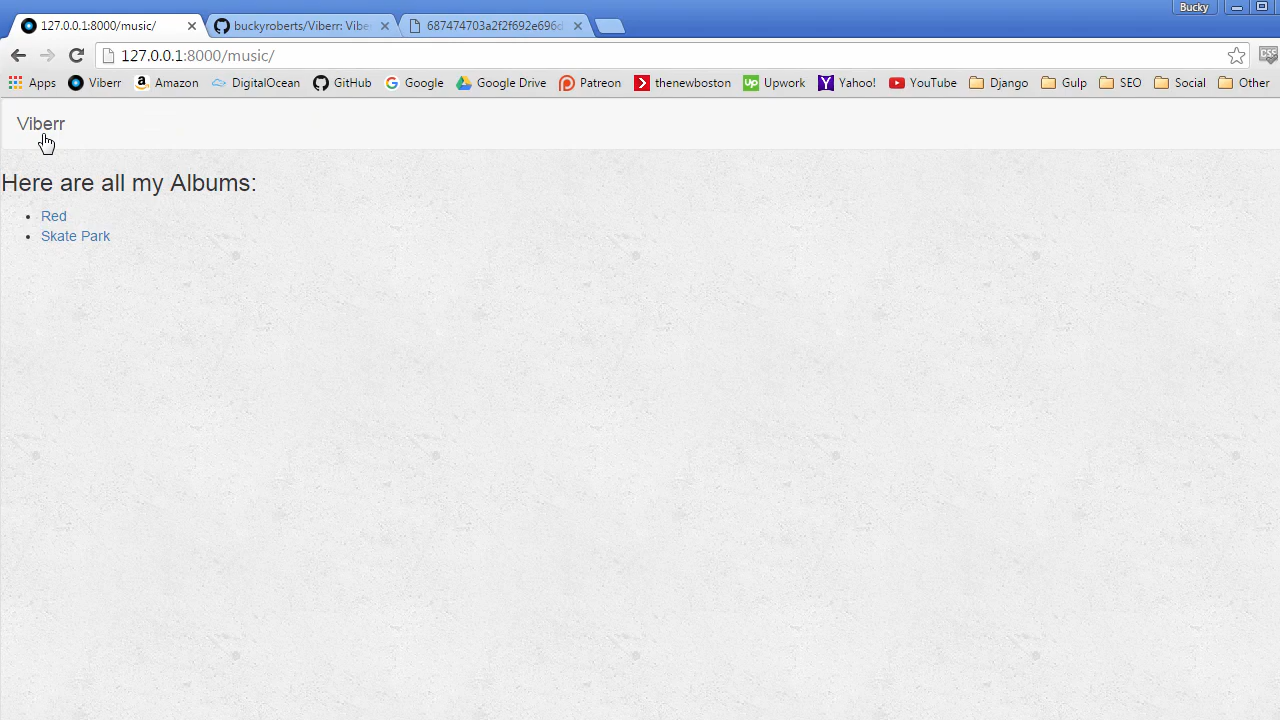 Bucky
127.0.0.1:8000/music/
buckyroberts/Viberr: Vibe
687474703a2f2f692e696d
127.0.0.1:8000/music/
Apps Viberr Amazon DigitalOcean GitHub Google Google Drive Patreon thenewboston Upwork Yahoo! YouTube Django Gulp SEO Social Other
Viberr
Here are all my Albums:
Red
Skate Park